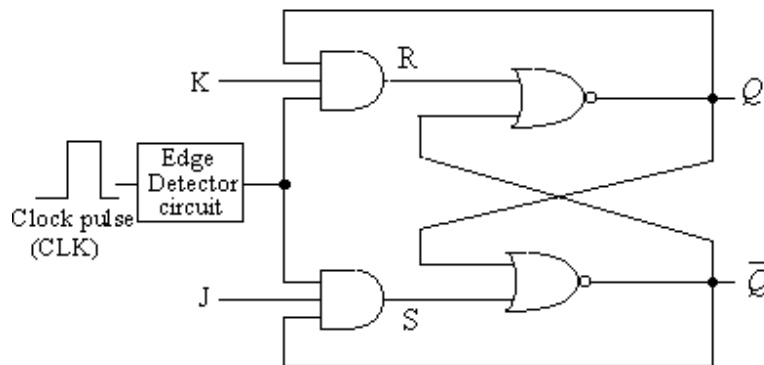 R
Q
K
Edge
Detector
circuit
Clock pulse
(CLK)
J
S
Q̅